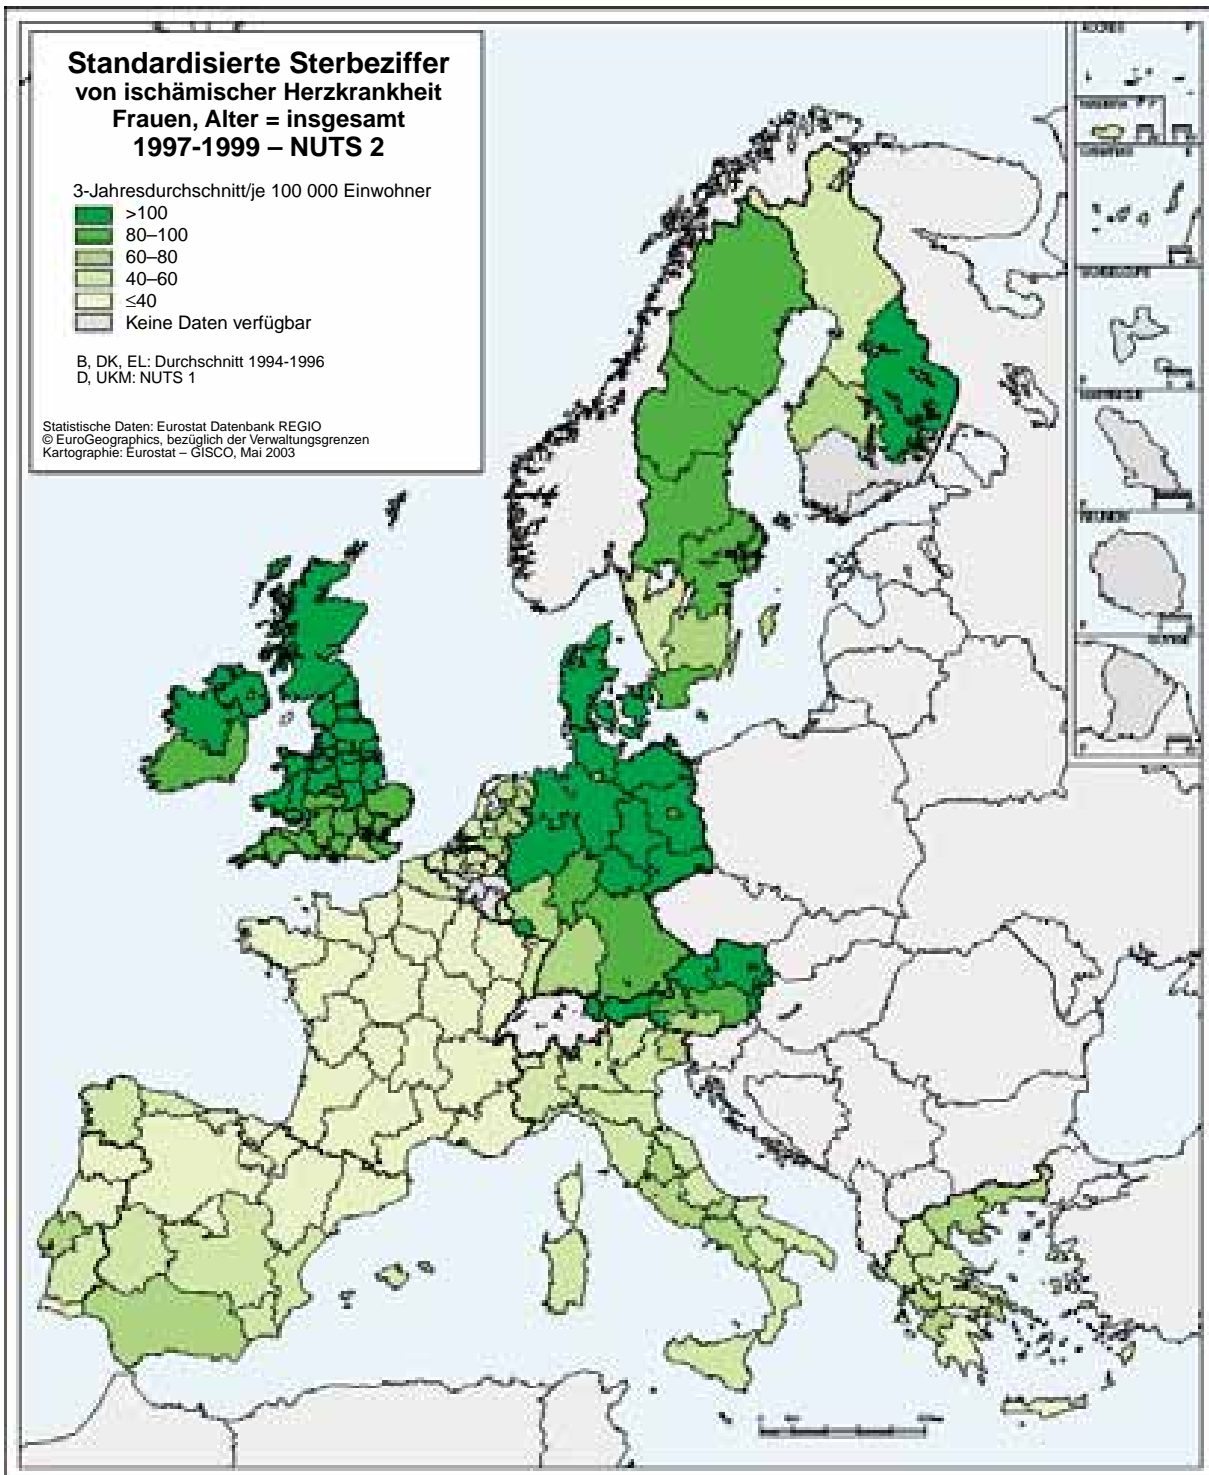 Standardisierte Sterbeziffer
von ischämischer Herzkrankheit
Frauen, Alter = insgesamt
1997-1999 – NUTS 2
3-Jahresdurchschnitt/je 100 000 Einwohner
>100
80–100
60–80
40–60
≤40
Keine Daten verfügbar
B, DK, EL: Durchschnitt 1994-1996
D, UKM: NUTS 1
Statistische Daten: Eurostat Datenbank REGIO
© EuroGeographics, bezüglich der Verwaltungsgrenzen
Kartographie: Eurostat – GISCO, Mai 2003